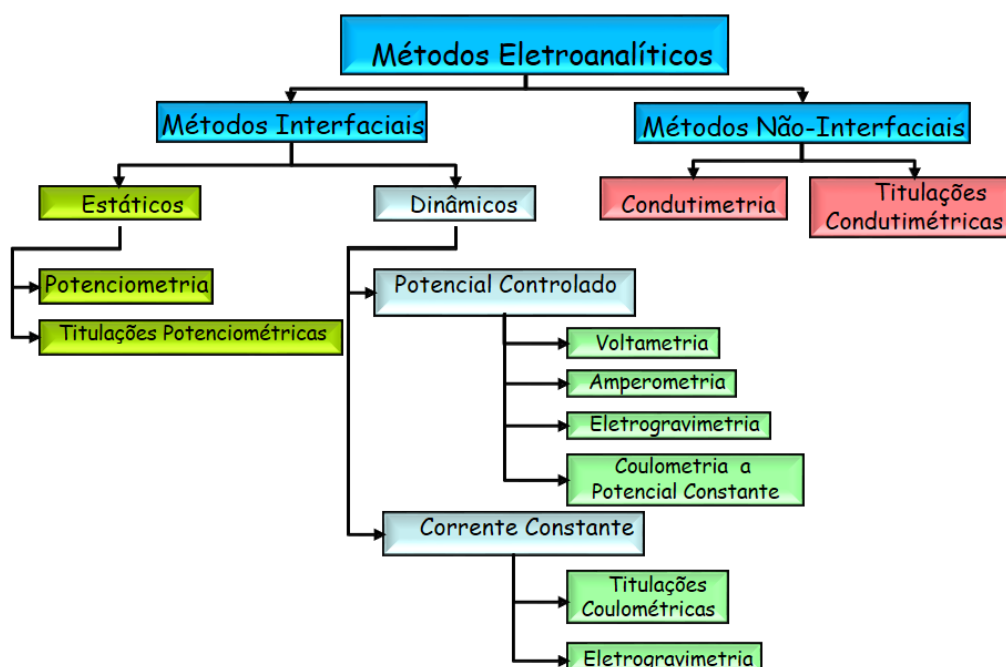 Métodos Eletroanalíticos
Métodos Interfaciais
Métodos Não-Interfaciais
Estáticos
Dinâmicos
Condutimetria
Titulações
Condutimétricas
Potenciometria
Titulações Potenciométricas
Potencial Controlado
Voltametria
Amperometria
Eletrogravimetria
Coulometria a
Potencial Constante
Corrente Constante
Titulações
Coulométricas
Eletrogravimetria